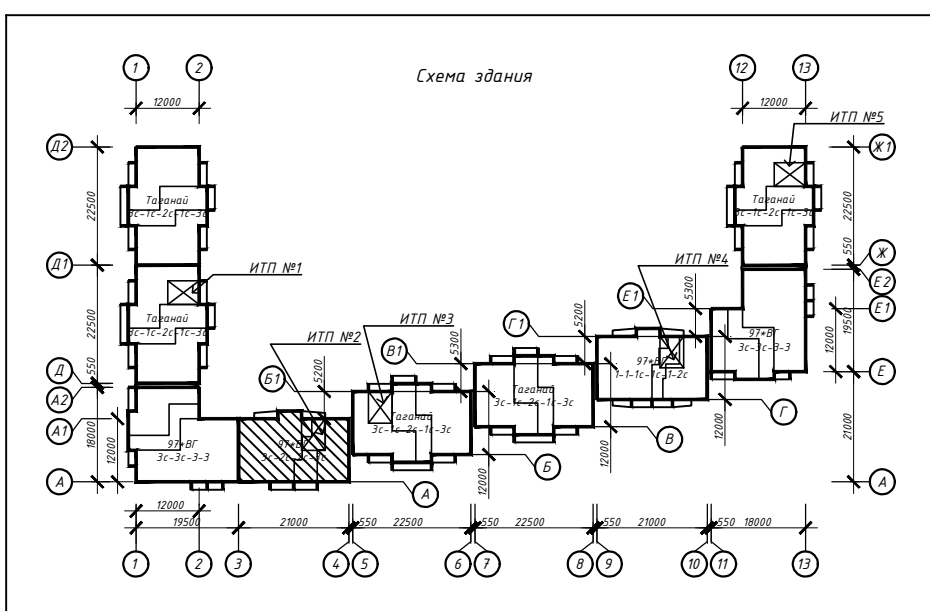 Схема здания
1
2
12
13
12000
12000
ИТП №5
Д2
Ж1
22500
22500
Таганай
3с-1с-2с-1с-3с
Таганай
3с-1с-2с-1с-3с
Д1
ИТП №1
ИТП №4
550
Ж
Е2
Е1
5300
Е1
22500
Таганай
3с-1с-2с-1с-3с
ИТП №2
ИТП №3
Г1
5200
В1
5300
Б1
5200
97*ВГ
1-1-1с-1с-1-2с
97*ВГ
3с-3с-3-3
12000
19500
Е
550
Д
А2
А1
18000
12000
А
97*ВГ
3с-3с-3-3
Таганай
3с-1с-2с-1с-3с
Таганай
3с-1с-2с-1с-3с
Г
12000
В
12000
Б
12000
А
21000
А
12000
19500
21000
550
22500
550
22500
550
21000
550
18000
1
2
3
4
5
6
7
8
9
10
11
13